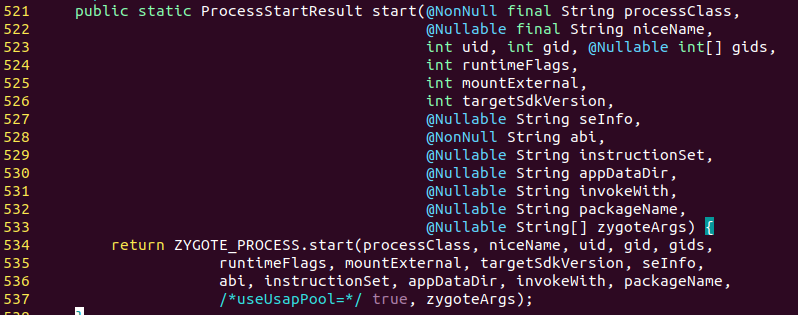 521     public static ProcessStartResult start(@NonNull final String processClass,
522                                            @Nullable final String niceName,
523                                            int uid, int gid, @Nullable int[] gids,
524                                            int runtimeFlags,
525                                            int mountExternal,
526                                            int targetSdkVersion,
527                                            @Nullable String seInfo,
528                                            @NonNull String abi,
529                                            @Nullable String instructionSet,
530                                            @Nullable String appDataDir,
531                                            @Nullable String invokeWith,
532                                            @Nullable String packageName,
533                                            @Nullable String[] zygoteArgs) {
534         return ZYGOTE_PROCESS.start(processClass, niceName, uid, gid, gids,
535                     runtimeFlags, mountExternal, targetSdkVersion, seInfo,
536                     abi, instructionSet, appDataDir, invokeWith, packageName,
537                     /*useUsapPool=*/ true, zygoteArgs);